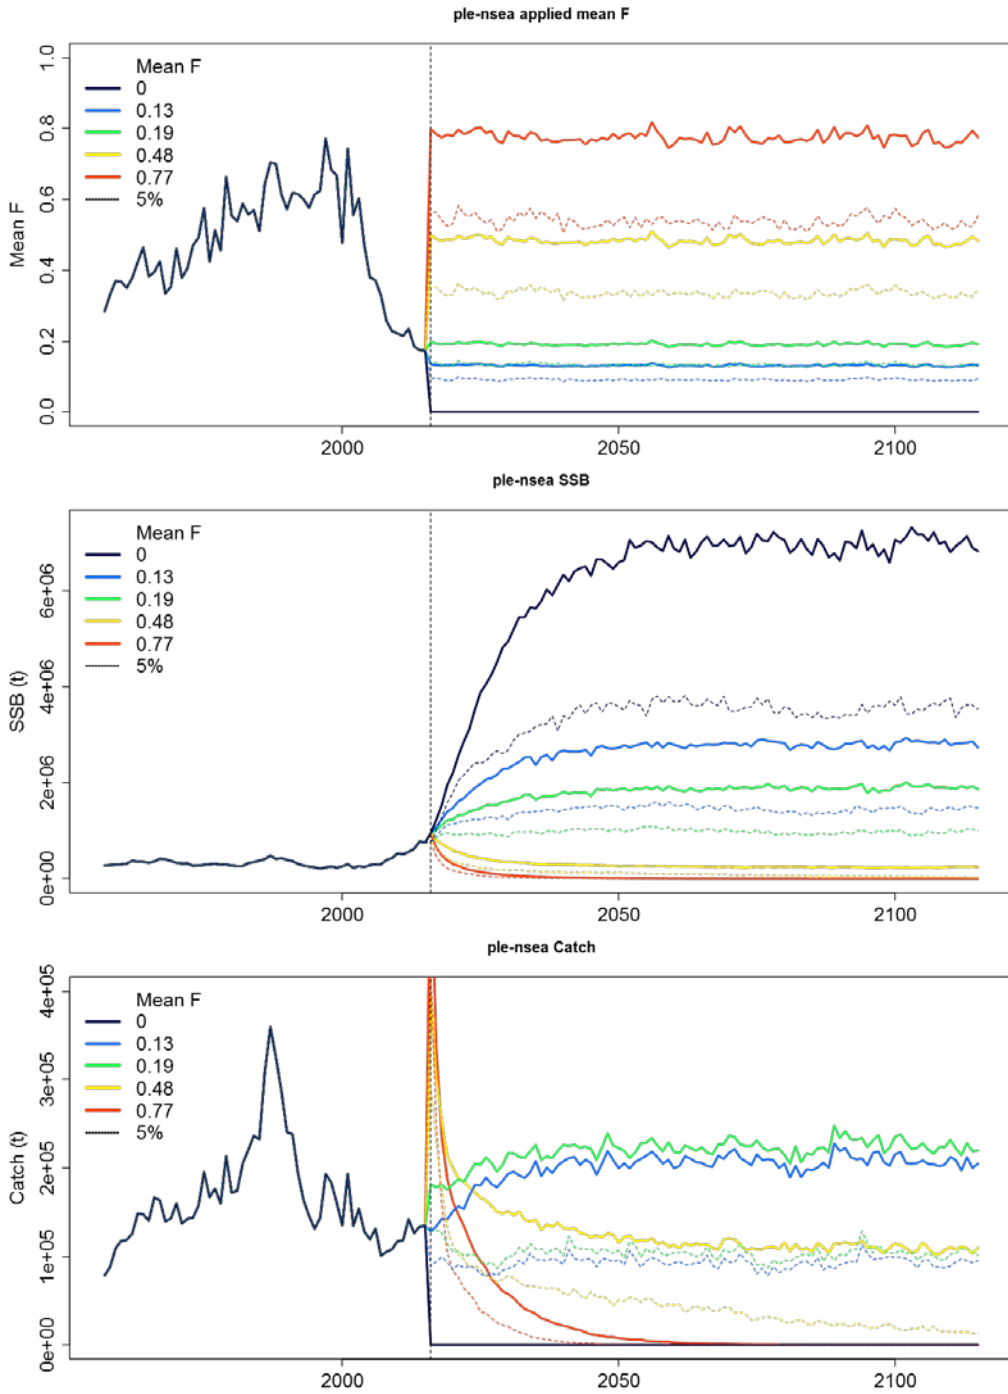 ple-nsea applied mean F
Mean F
1.0
0.8
0.6
0.4
0.2
0.0
Mean F
0
0.13
0.19
0.48
0.77
5%
2000 2050 2100
ple-nsea SSB
SSB (t)
6e+06
4e+06
2e+06
0e+00
Mean F
0
0.13
0.19
0.48
0.77
5%
2000 2050 2100
ple-nsea Catch
Catch (t)
4e+05
3e+05
2e+05
1e+05
0e+00
Mean F
0
0.13
0.19
0.48
0.77
5%
2000 2050 2100